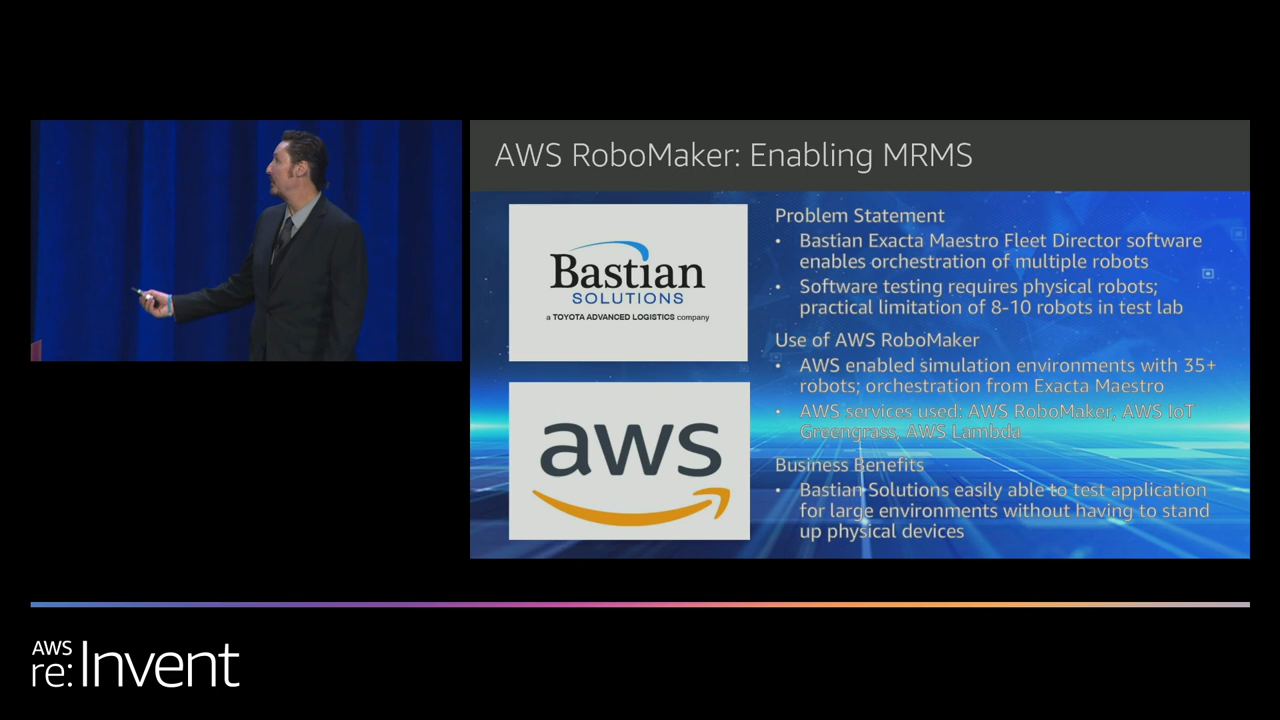 AWS RoboMaker: Enabling MRMS
Bastian
SOLUTIONS
a TOYOTA ADVANCED LOGISTICS company
aws
Problem Statement
• Bastian Exacta Maestro Fleet Director software
enables orchestration of multiple robots
• Software testing requires physical robots;
practical limitation of 8-10 robots in test lab
Use of AWS RoboMaker
• AWS enabled simulation environments with 35+
robots; orchestration from Exacta Maestro
• AWS services used: AWS RoboMaker, AWS IoT
Greengrass, AWS Lambda
Business Benefits
• Bastian Solutions easily able to test application
for large environments without having to stand
up physical devices
AWS
re:Invent